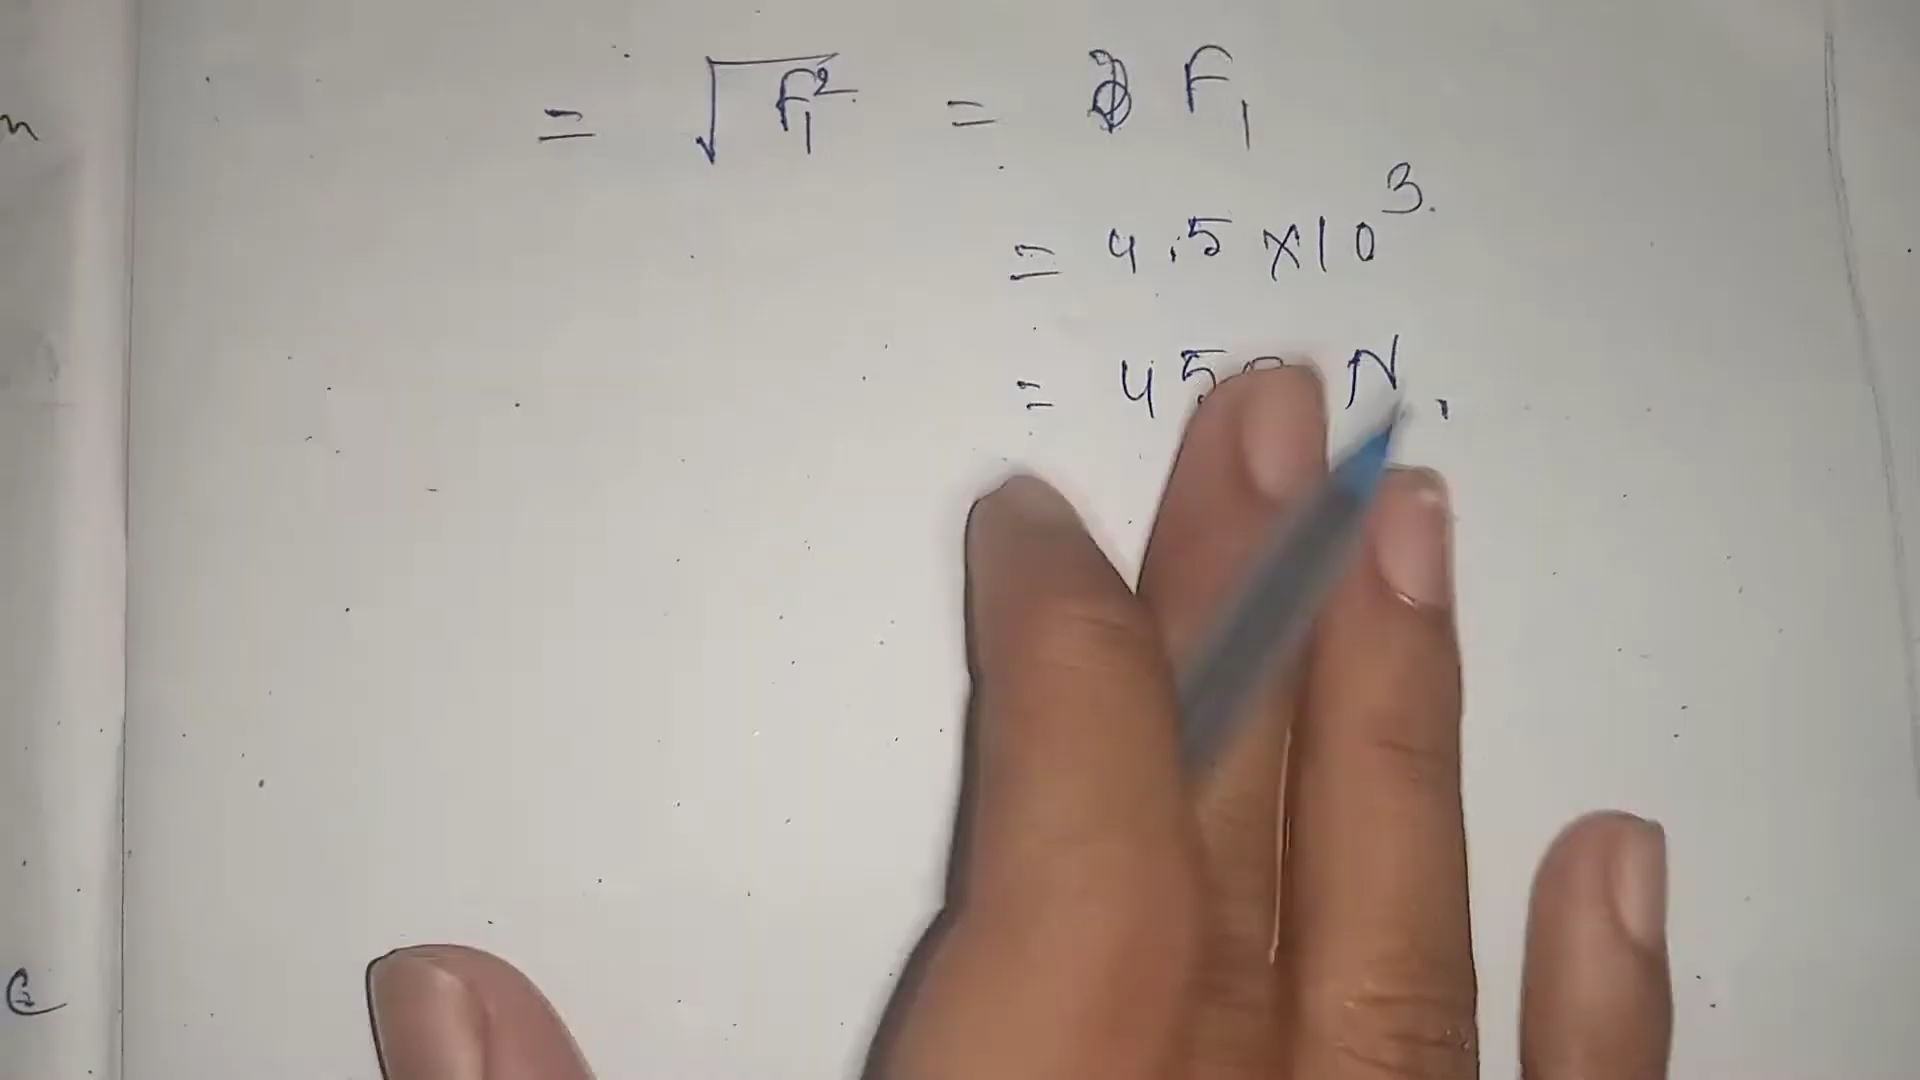 n
= √F₁² = F₁
= 4.5 × 10³
= 45 N.